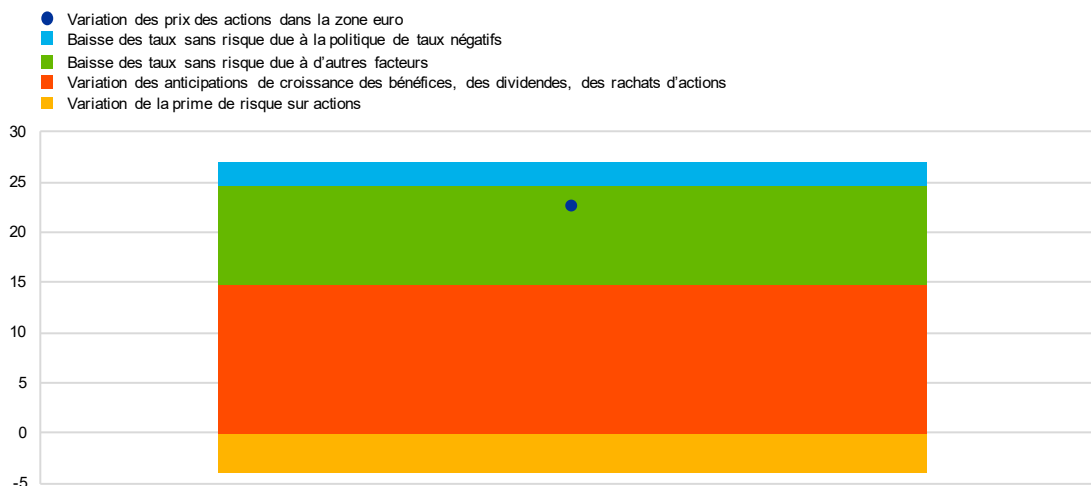 Variation des prix des actions dans la zone euro
Baisse des taux sans risque due à la politique de taux négatifs
Baisse des taux sans risque due à d’autres facteurs
Variation des anticipations de croissance des bénéfices, des dividendes, des rachats d’actions
Variation de la prime de risque sur actions
30
25
20
15
10
5
0
-5